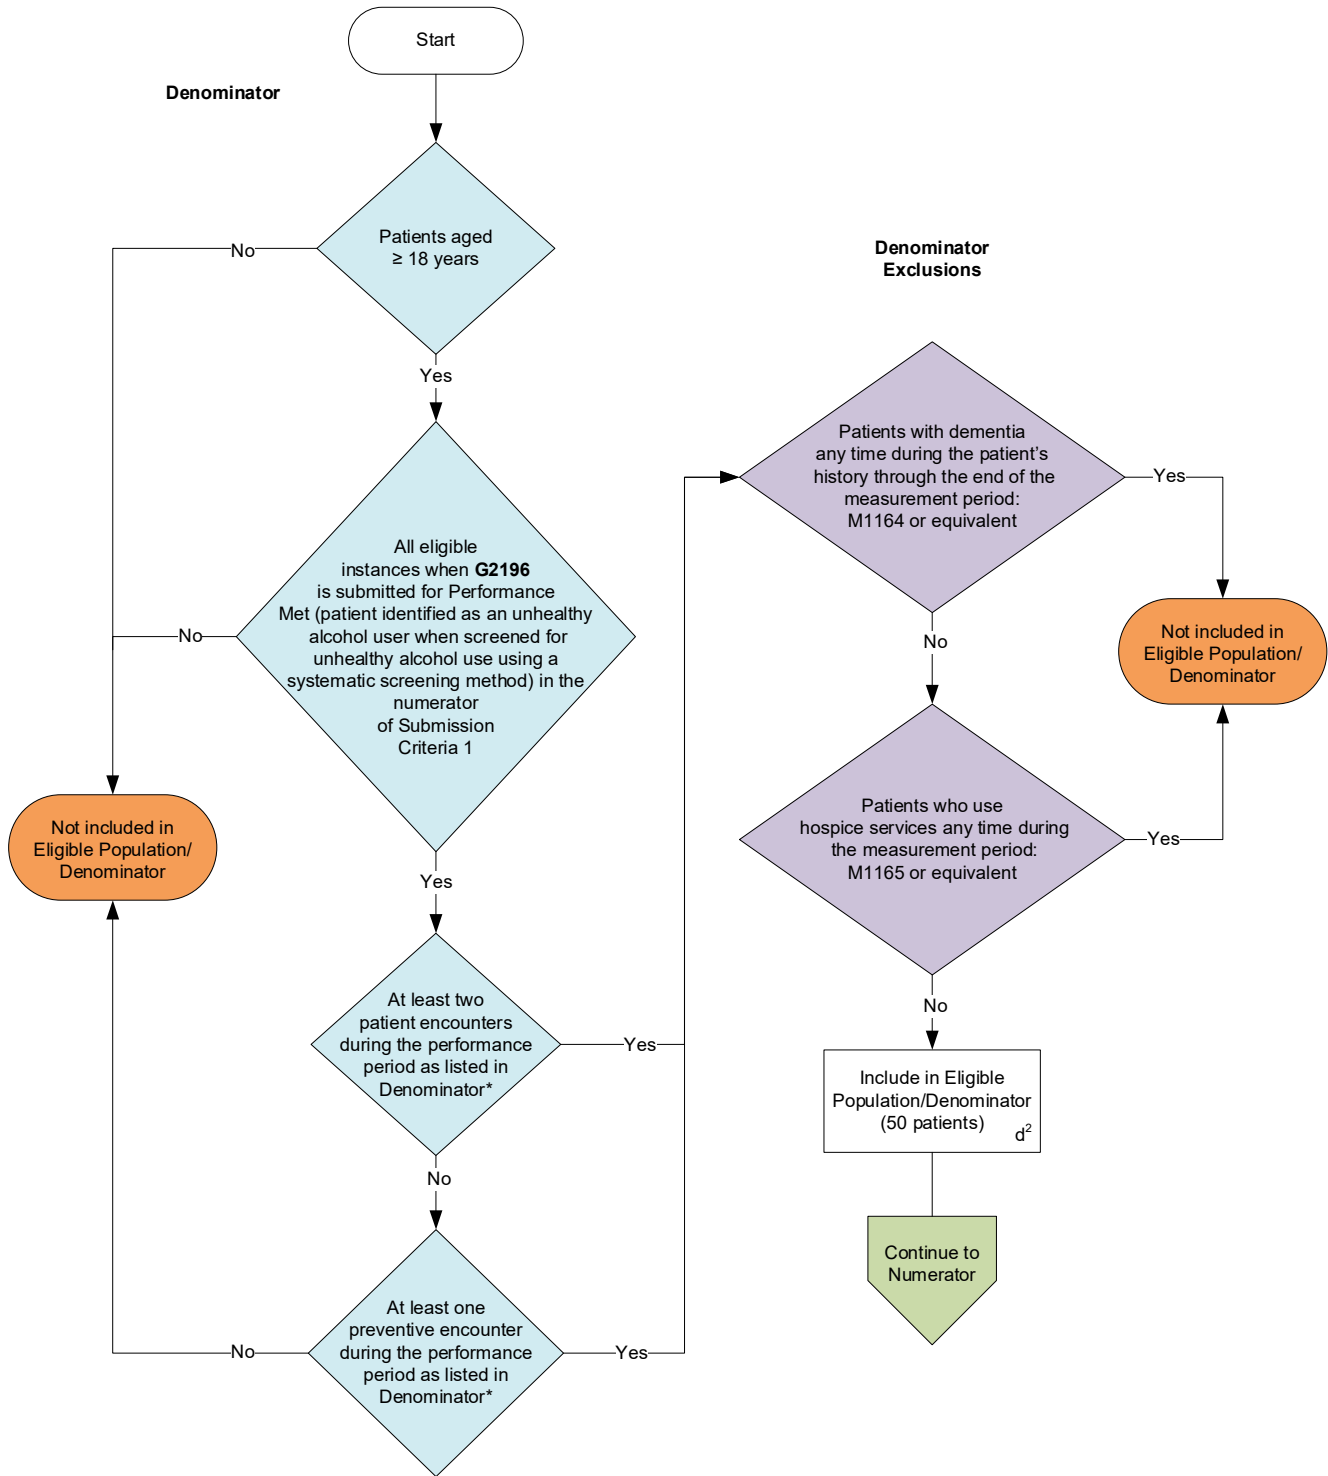 Start
Denominator
Patients aged
≥ 18 years
No
Yes
All eligible
instances when G2196
is submitted for Performance
Met (patient identified as an unhealthy
alcohol user when screened for
unhealthy alcohol use using a
systematic screening method) in the
numerator
of Submission
Criteria 1
No
Yes
Not included in
Eligible Population/
Denominator
At least two
patient encounters
during the performance
period as listed in
Denominator*
Yes
No
At least one
preventive encounter
during the performance
period as listed in
Denominator*
No
Yes
Denominator
Exclusions
Patients with dementia
any time during the patient’s
history through the end of the
measurement period:
M1164 or equivalent
Yes
No
Not included in
Eligible Population/
Denominator
Patients who use
hospice services any time during
the measurement period:
M1165 or equivalent
Yes
No
Include in Eligible
Population/Denominator
(50 patients)
d²
Continue to
Numerator